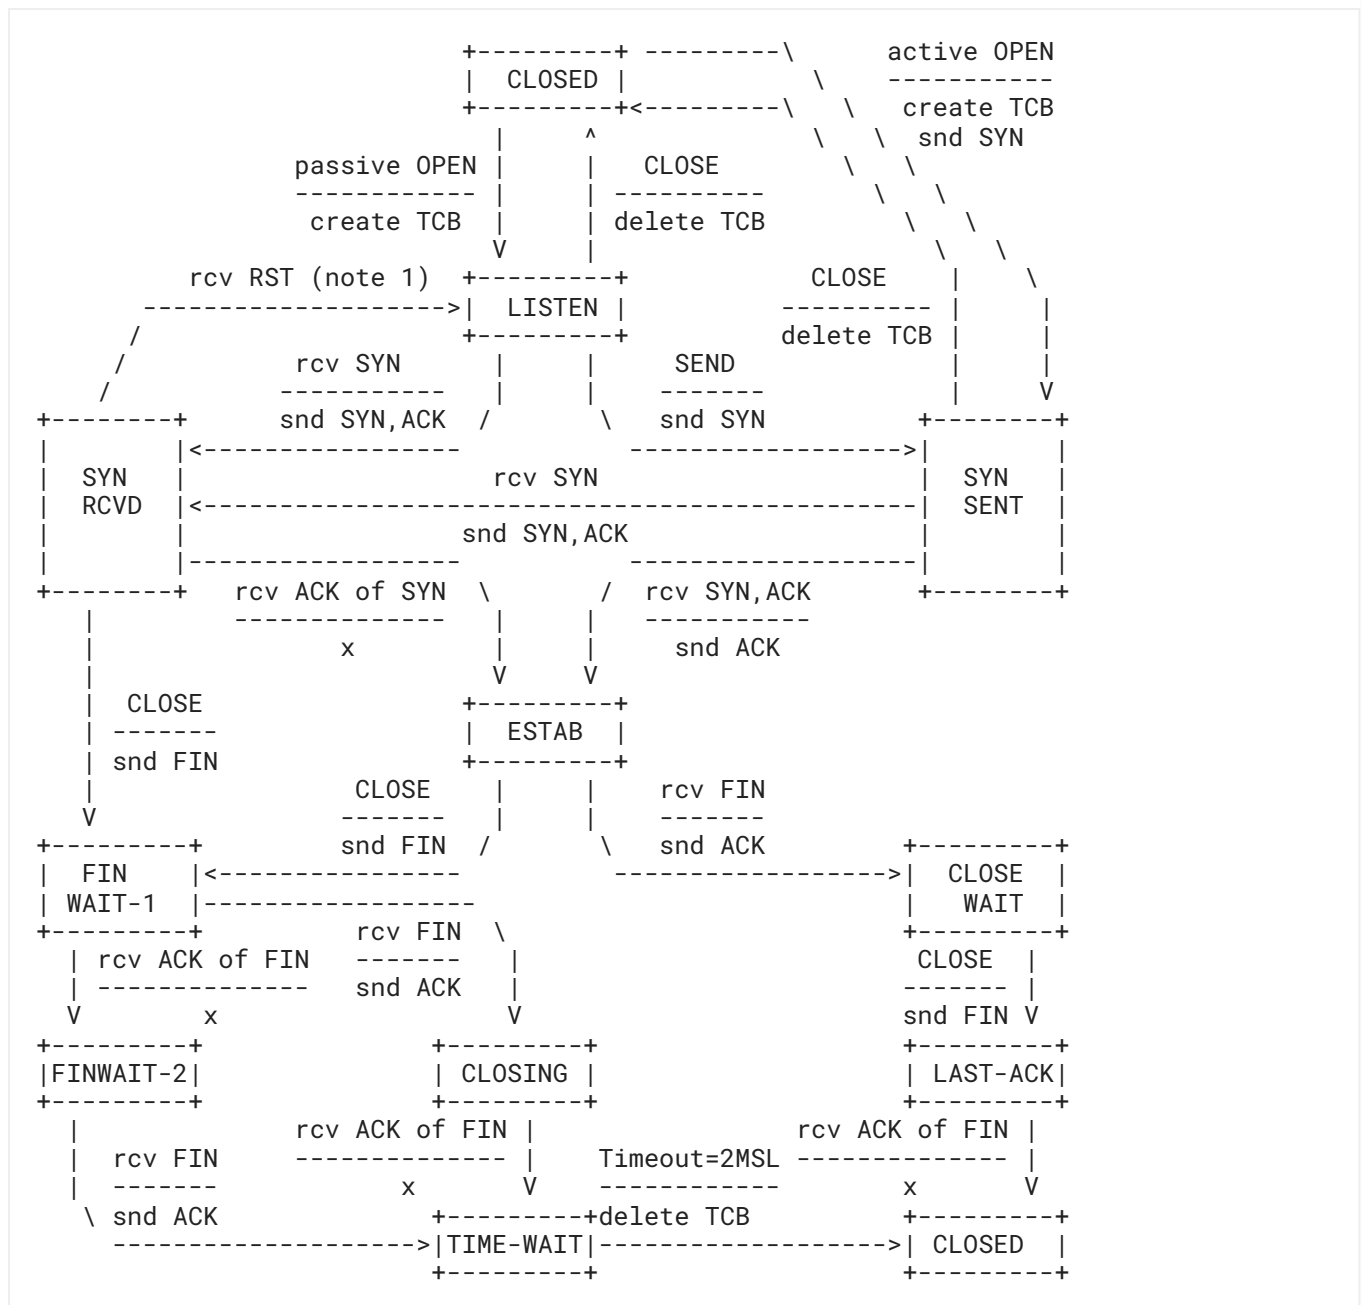 +---------+ ---------\      active OPEN
|  CLOSED |            \    -----------
+---------+<---------\   \   create TCB
|     ^              \   \  snd SYN
passive OPEN |     |   CLOSE        \   \
------------ |     | ----------       \   \
create TCB  |     | delete TCB         \   \
V     |                      \   \
rcv RST (note 1)  +---------+            CLOSE    |    \
-------------------->|  LISTEN |          ---------- |     |
/                      +---------+          delete TCB |     |
/           rcv SYN      |     |     SEND              |     |
/           -----------   |     |    -------            |     V
+--------+      snd SYN,ACK  /       \   snd SYN          +--------+
|        |<-----------------           ------------------>|        |
|  SYN   |                    rcv SYN                     |  SYN   |
|  RCVD  |<-----------------------------------------------|  SENT  |
|        |                  snd SYN,ACK                   |        |
|        |------------------           -------------------|        |
+--------+   rcv ACK of SYN  \       /  rcv SYN,ACK       +--------+
|         --------------   |     |   -----------
|                x         |     |     snd ACK
|                          V     V
|  CLOSE                 +---------+
| -------                |  ESTAB  |
| snd FIN                +---------+
|                 CLOSE    |     |    rcv FIN
V                -------   |     |    -------
+---------+         snd FIN  /       \   snd ACK         +---------+
|  FIN    |<----------------          ------------------>|  CLOSE  |
| WAIT-1  |------------------                            |   WAIT  |
+---------+          rcv FIN  \                          +---------+
| rcv ACK of FIN   -------   |                          CLOSE  |
| --------------   snd ACK   |                         ------- |
V       x                    V                         snd FIN V
+---------+               +---------+                    +---------+
|FINWAIT-2|               | CLOSING |                    | LAST-ACK|
+---------+               +---------+                    +---------+
|              rcv ACK of FIN |                 rcv ACK of FIN |
|  rcv FIN     -------------- |    Timeout=2MSL -------------- |
|  -------            x       V    ------------        x       V
\ snd ACK              +---------+delete TCB          +---------+
-------------------->|TIME-WAIT|------------------->| CLOSED  |
+---------+                    +---------+